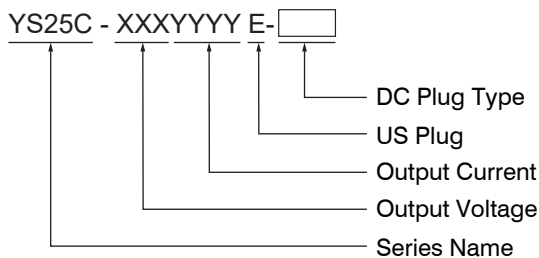 YS25C - XXXYYYY E-
DC Plug Type
US Plug
Output Current
Output Voltage
Series Name